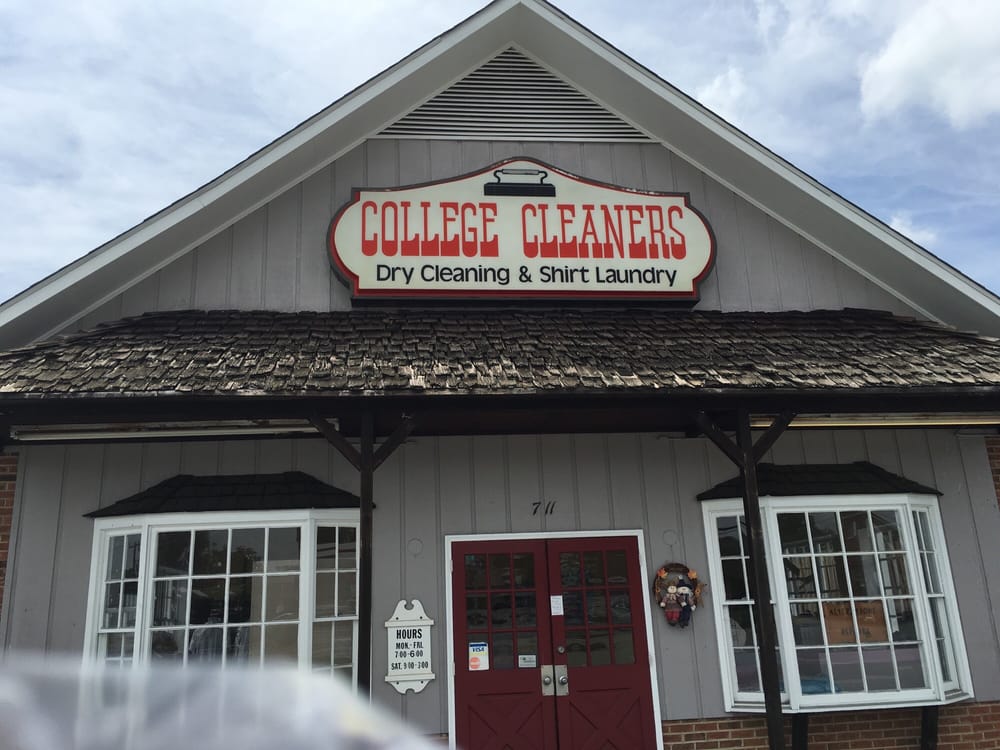 COLLEGE CLEANERS
Dry Cleaning & Shirt Laundry
711
HOURS
MON.-FRI.
7:00-6:00
SAT. 9:00-3:00
VISA